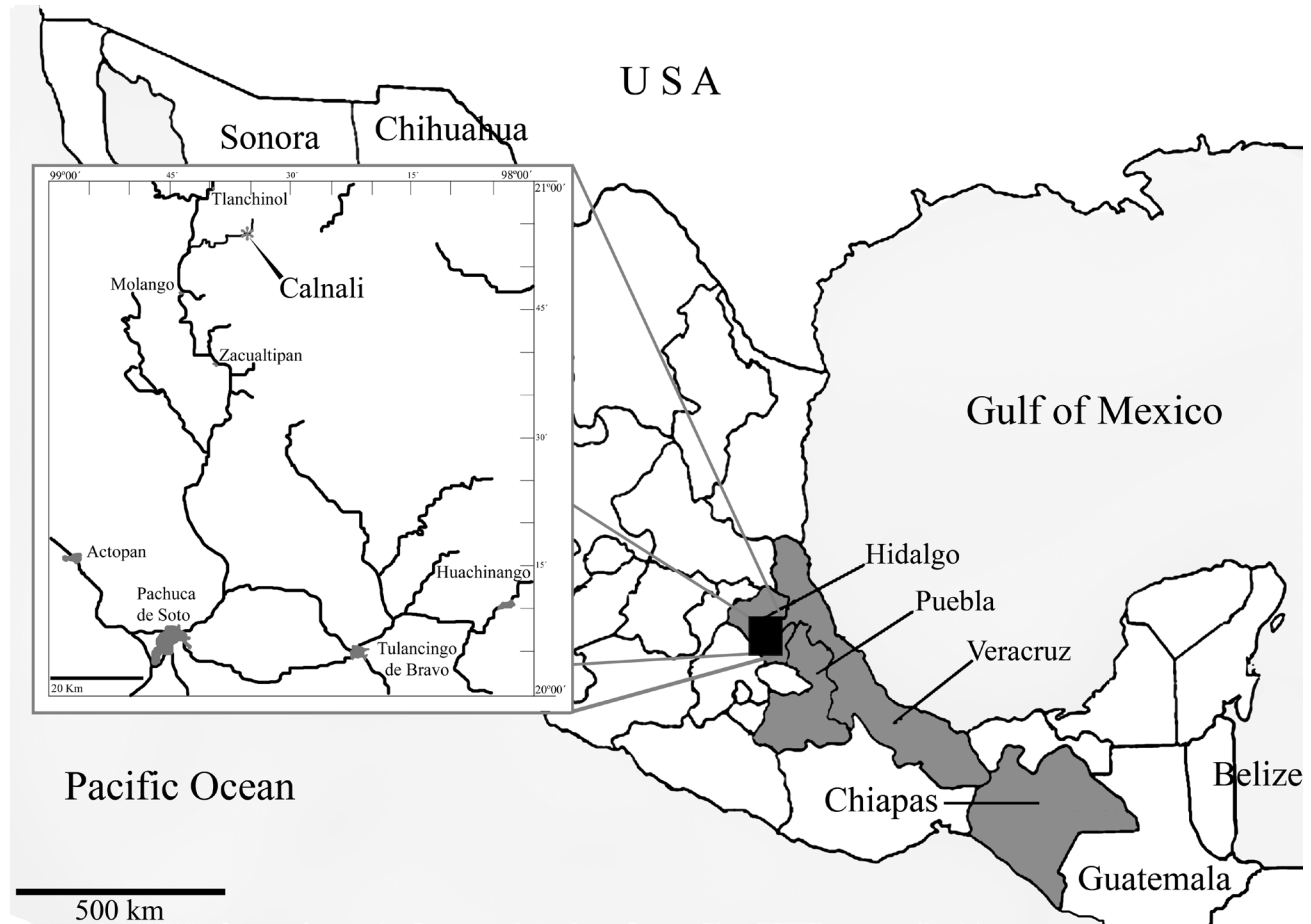 U S A
Sonora
Chihuahua
99°00´
45´
30´
15´
98°00´
21°00´
Tlanchinol
Calnali
Molango
45´
Zacualtipan
Gulf of Mexico
30´
Actopan
15´
Huachinango
Pachuca
de Soto
Tulancingo
de Bravo
20 Km
20°00´
Hidalgo
Puebla
Veracruz
Pacific Ocean
Chiapas
Belize
Guatemala
500 km